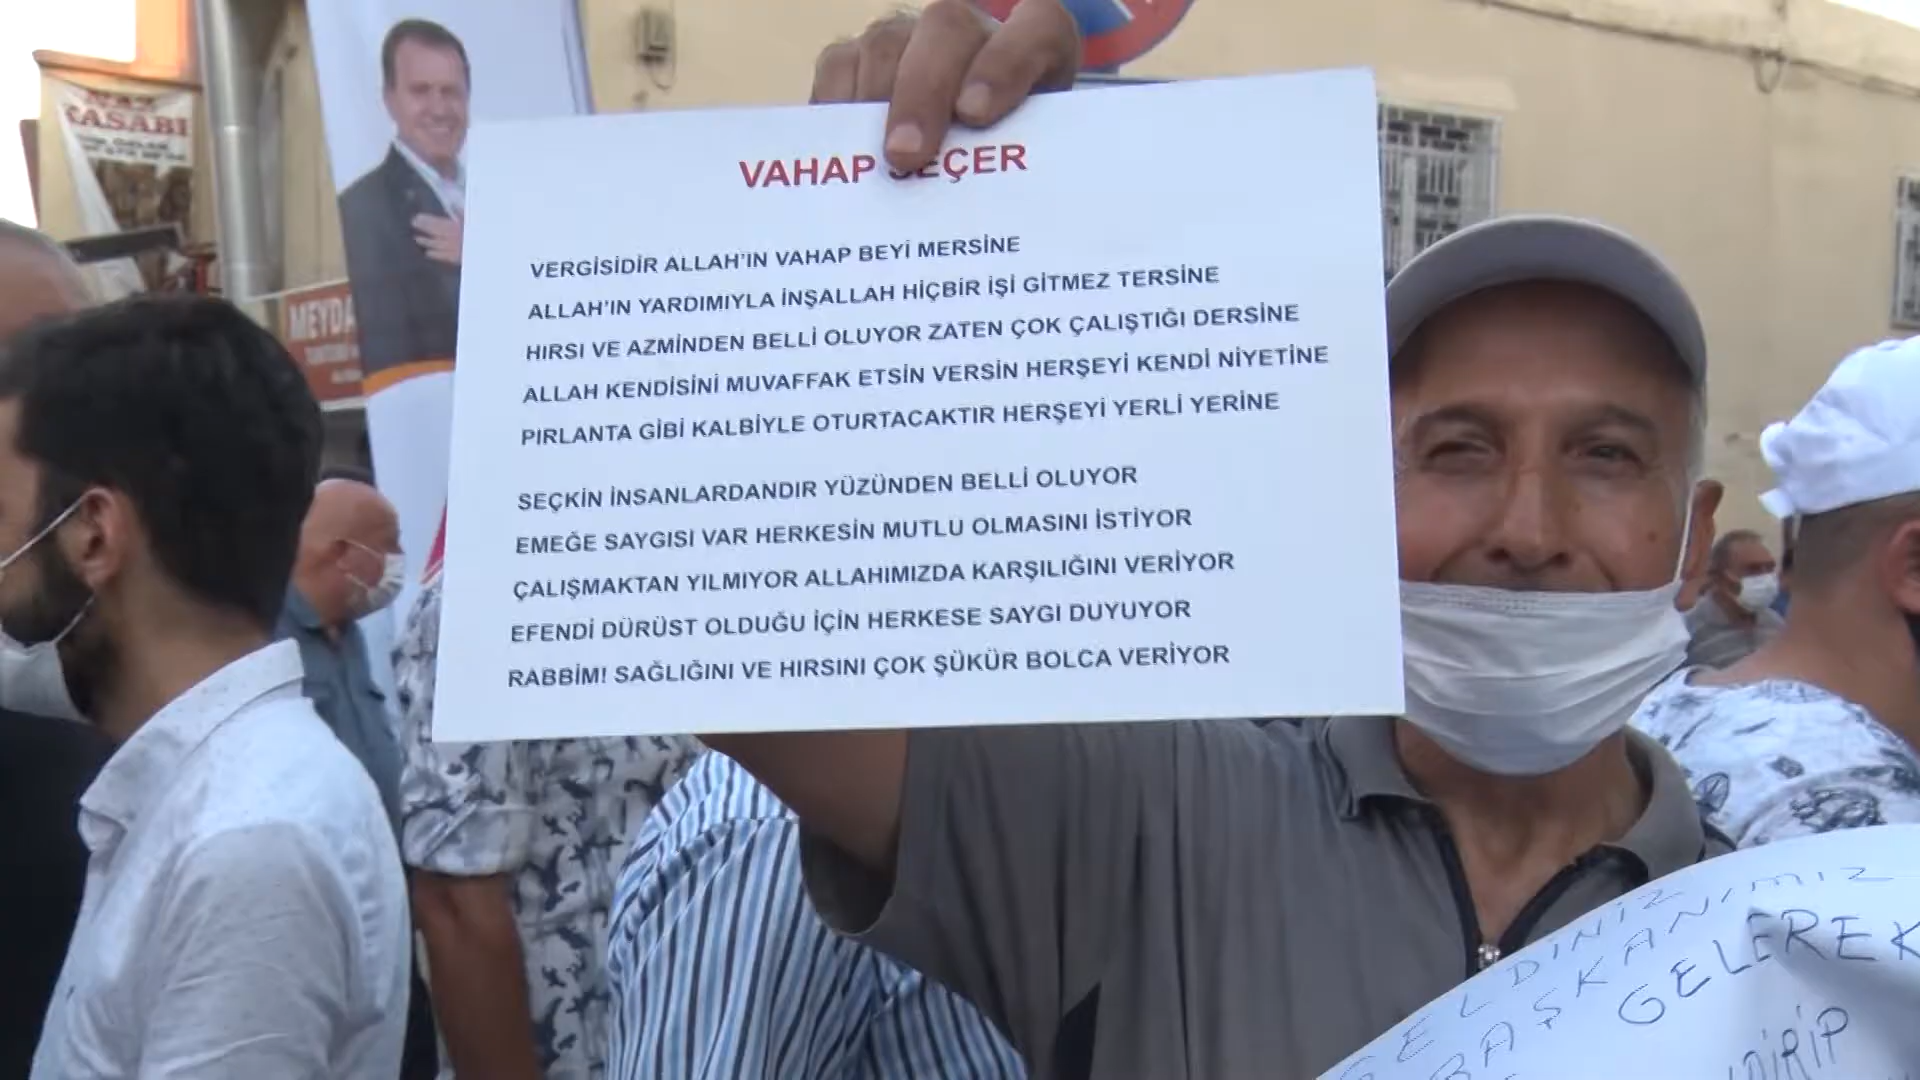 KASABI
MEYDA
VAHAP SEÇER
VERGİSİDİR ALLAH'IN VAHAP BEYİ MERSİNE
ALLAH'IN YARDIMIYLA İNŞALLAH HİÇBİR İŞİ GİTMEZ TERSİNE
HIRSI VE AZMİNDEN BELLİ OLUYOR ZATEN ÇOK ÇALIŞTIĞI DERSİNE
ALLAH KENDİSİNİ MUVAFFAK ETSİN VERSİN HERŞEYİ KENDİ NİYETİNE
PIRLANTA GİBİ KALBİYLE OTURTACAKTIR HERŞEYİ YERLİ YERİNE
SEÇKİN İNSANLARDANDIR YÜZÜNDEN BELLİ OLUYOR
EMEĞE SAYGISI VAR HERKESİN MUTLU OLMASINI İSTİYOR
ÇALIŞMAKTAN YILMIYOR ALLAHIMIZDA KARŞILIĞINI VERİYOR
EFENDİ DÜRÜST OLDUĞU İÇİN HERKESE SAYGI DUYUYOR
RABBİM! SAĞLIĞINI VE HIRSINI ÇOK ŞÜKÜR BOLCA VERİYOR
ELDİNİZ
BAŞKANIMIZ
GELEREK